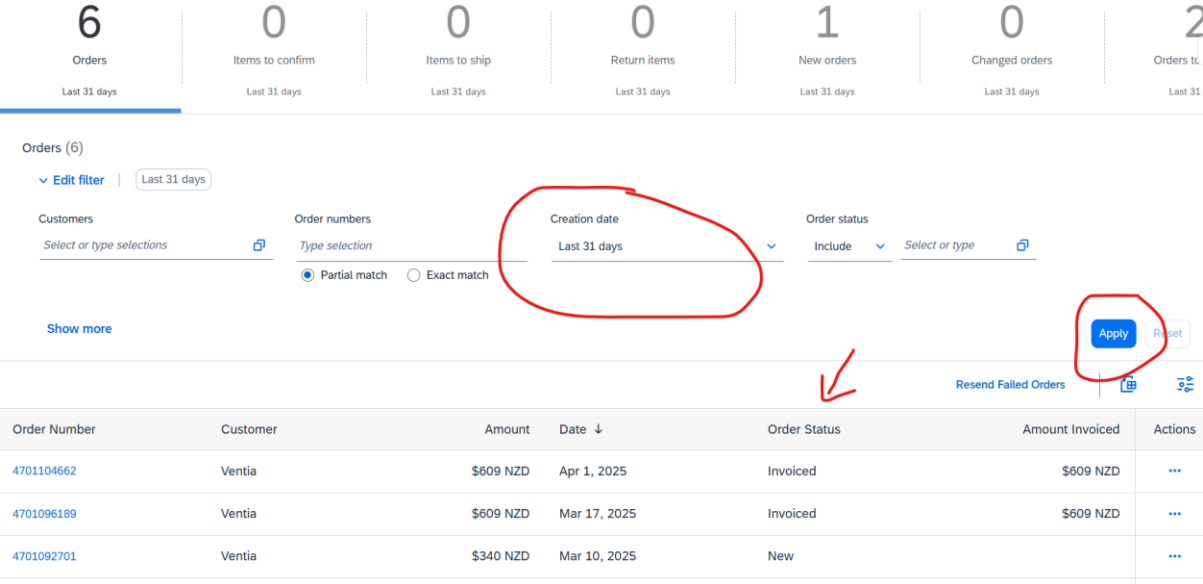 6 0 0 0 1 0 2
Orders Items to confirm Items to ship Return items New orders Changed orders Orders
Last 31 days Last 31 days Last 31 days Last 31 days Last 31 days Last 31 days Last 31
Orders (6)
Edit filter Last 31 days
Customers Order numbers Creation date Order status
Select or type selections Type selection Last 31 days Include Select or type
Partial match Exact match
Show more Apply Reset
Resend Failed Orders
Order Number Customer Amount Date ↓ Order Status Amount Invoiced Actions
4701104662 Ventia $609 NZD Apr 1, 2025 Invoiced $609 NZD ...
4701096189 Ventia $609 NZD Mar 17, 2025 Invoiced $609 NZD ...
4701092701 Ventia $340 NZD Mar 10, 2025 New ...